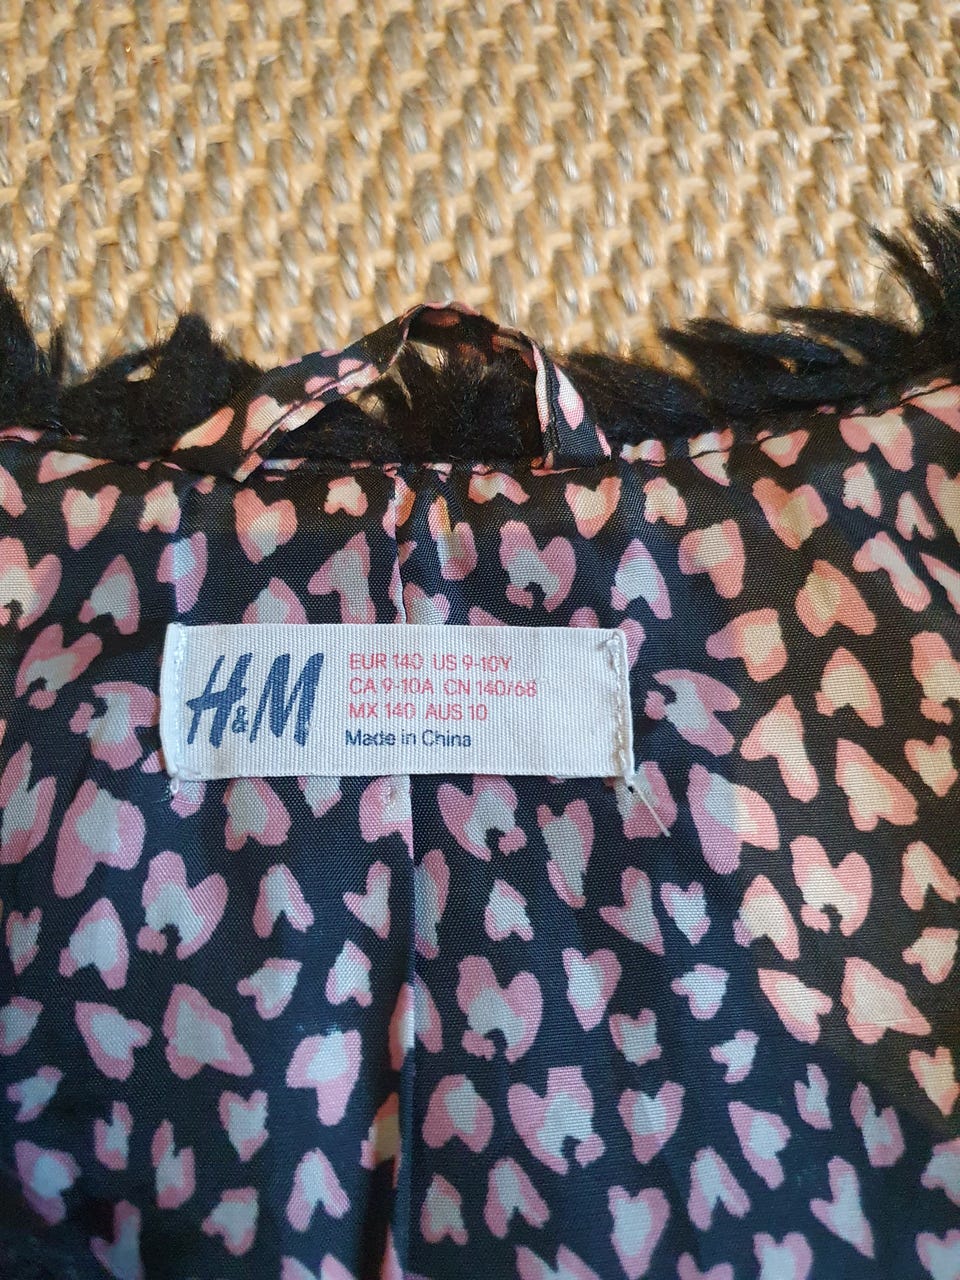 H&M
EUR 140 US 9-10Y
CA 9-10A CN 140/68
MX 140 AUS 10
Made in China